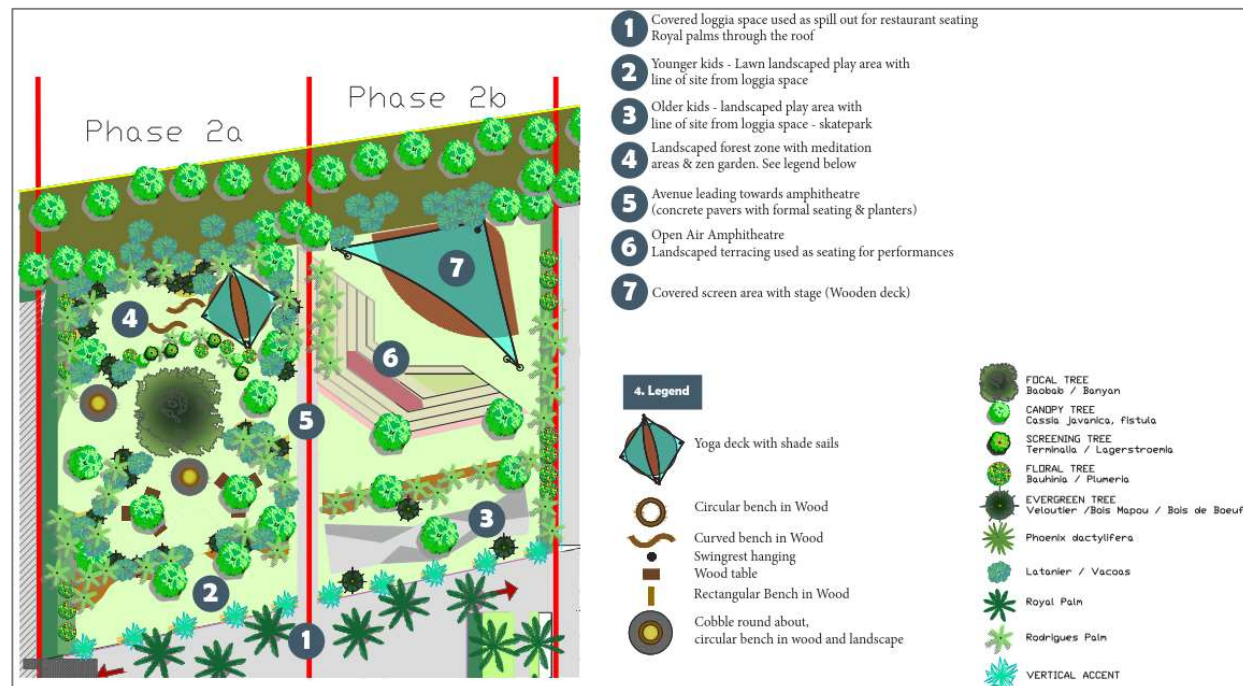 Phase 2a
Phase 2b
4
7
6
5
3
2
1
1
Covered loggia space used as spill out for restaurant seating
Royal palms through the roof
2
Younger kids - Lawn landscaped play area with
line of site from loggia space
3
Older kids - landscaped play area with
line of site from loggia space - skatepark
4
Landscaped forest zone with meditation
areas & zen garden. See legend below
5
Avenue leading towards amphitheatre
(concrete pavers with formal seating & planters)
6
Open Air Amphitheatre
Landscaped terracing used as seating for performances
7
Covered screen area with stage (Wooden deck)
4. Legend
Yoga deck with shade sails
Circular bench in Wood
Curved bench in Wood
Swingrest hanging
Wood table
Rectangular Bench in Wood
Cobble round about,
circular bench in wood and landscape
FOCAL TREE
Baobab / Banyan
CANOPY TREE
Cassia javanica, fistula
SCREENING TREE
Terminalia / Lagerstroemia
FLORAL TREE
Bauhinia / Plumeria
EVERGREEN TREE
Veloutier /Bois Mapou / Bois de Boeuf
Phoenix dactylifera
Latanier / Vacoas
Royal Palm
Rodrigues Palm
VERTICAL ACCENT